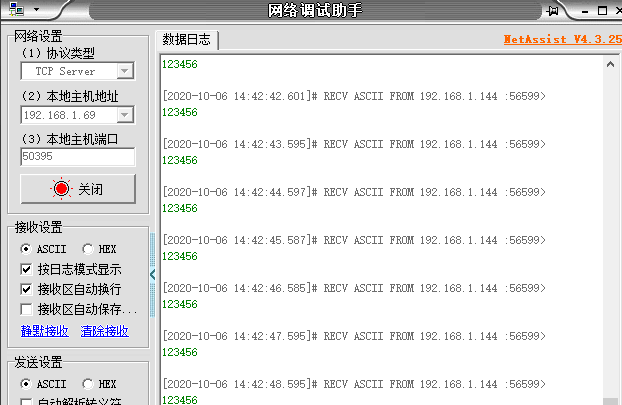 网络调试助手
网络设置
(1) 协议类型
TCP Server
(2) 本地主机地址
192.168.1.69
(3) 本地主机端口
50395
关闭
接收设置
ASCII HEX
按日志模式显示
接收区自动换行
接收区自动保存...
静默接收 清除接收
发送设置
ASCII HEX
自动解析转义符
数据日志
NetAssist V4.3.25
123456
[2020-10-06 14:42:42.601]# RECV ASCII FROM 192.168.1.144 :56599>
123456
[2020-10-06 14:42:43.595]# RECV ASCII FROM 192.168.1.144 :56599>
123456
[2020-10-06 14:42:44.597]# RECV ASCII FROM 192.168.1.144 :56599>
123456
[2020-10-06 14:42:45.587]# RECV ASCII FROM 192.168.1.144 :56599>
123456
[2020-10-06 14:42:46.585]# RECV ASCII FROM 192.168.1.144 :56599>
123456
[2020-10-06 14:42:47.595]# RECV ASCII FROM 192.168.1.144 :56599>
123456
[2020-10-06 14:42:48.595]# RECV ASCII FROM 192.168.1.144 :56599>
123456